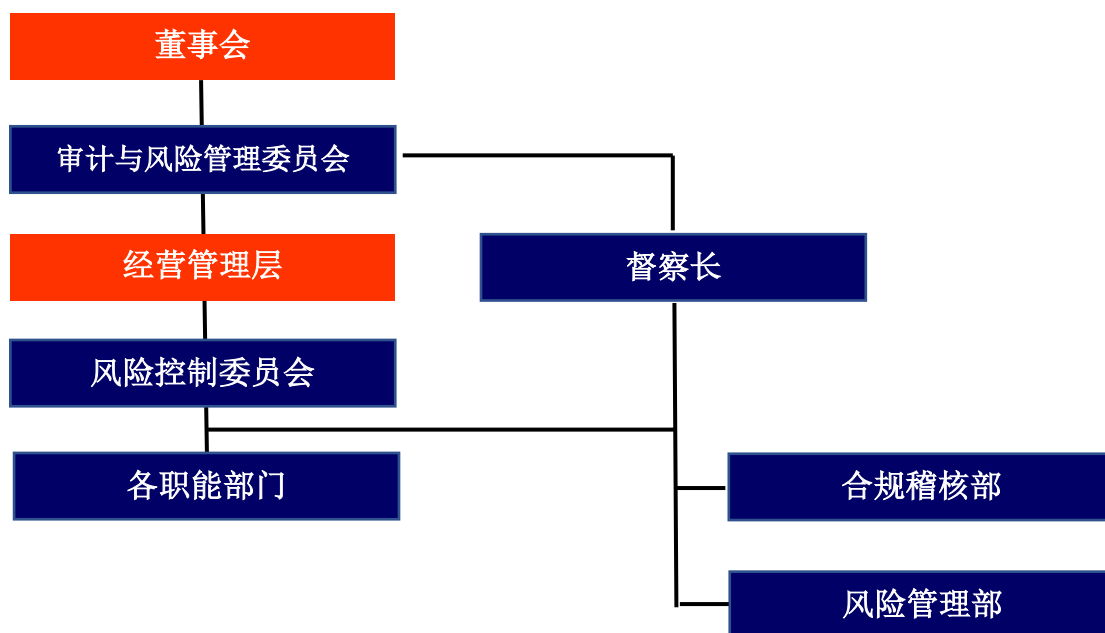 董事会
审计与风险管理委员会
经营管理层
督察长
风险控制委员会
各职能部门
合规稽核部
风险管理部